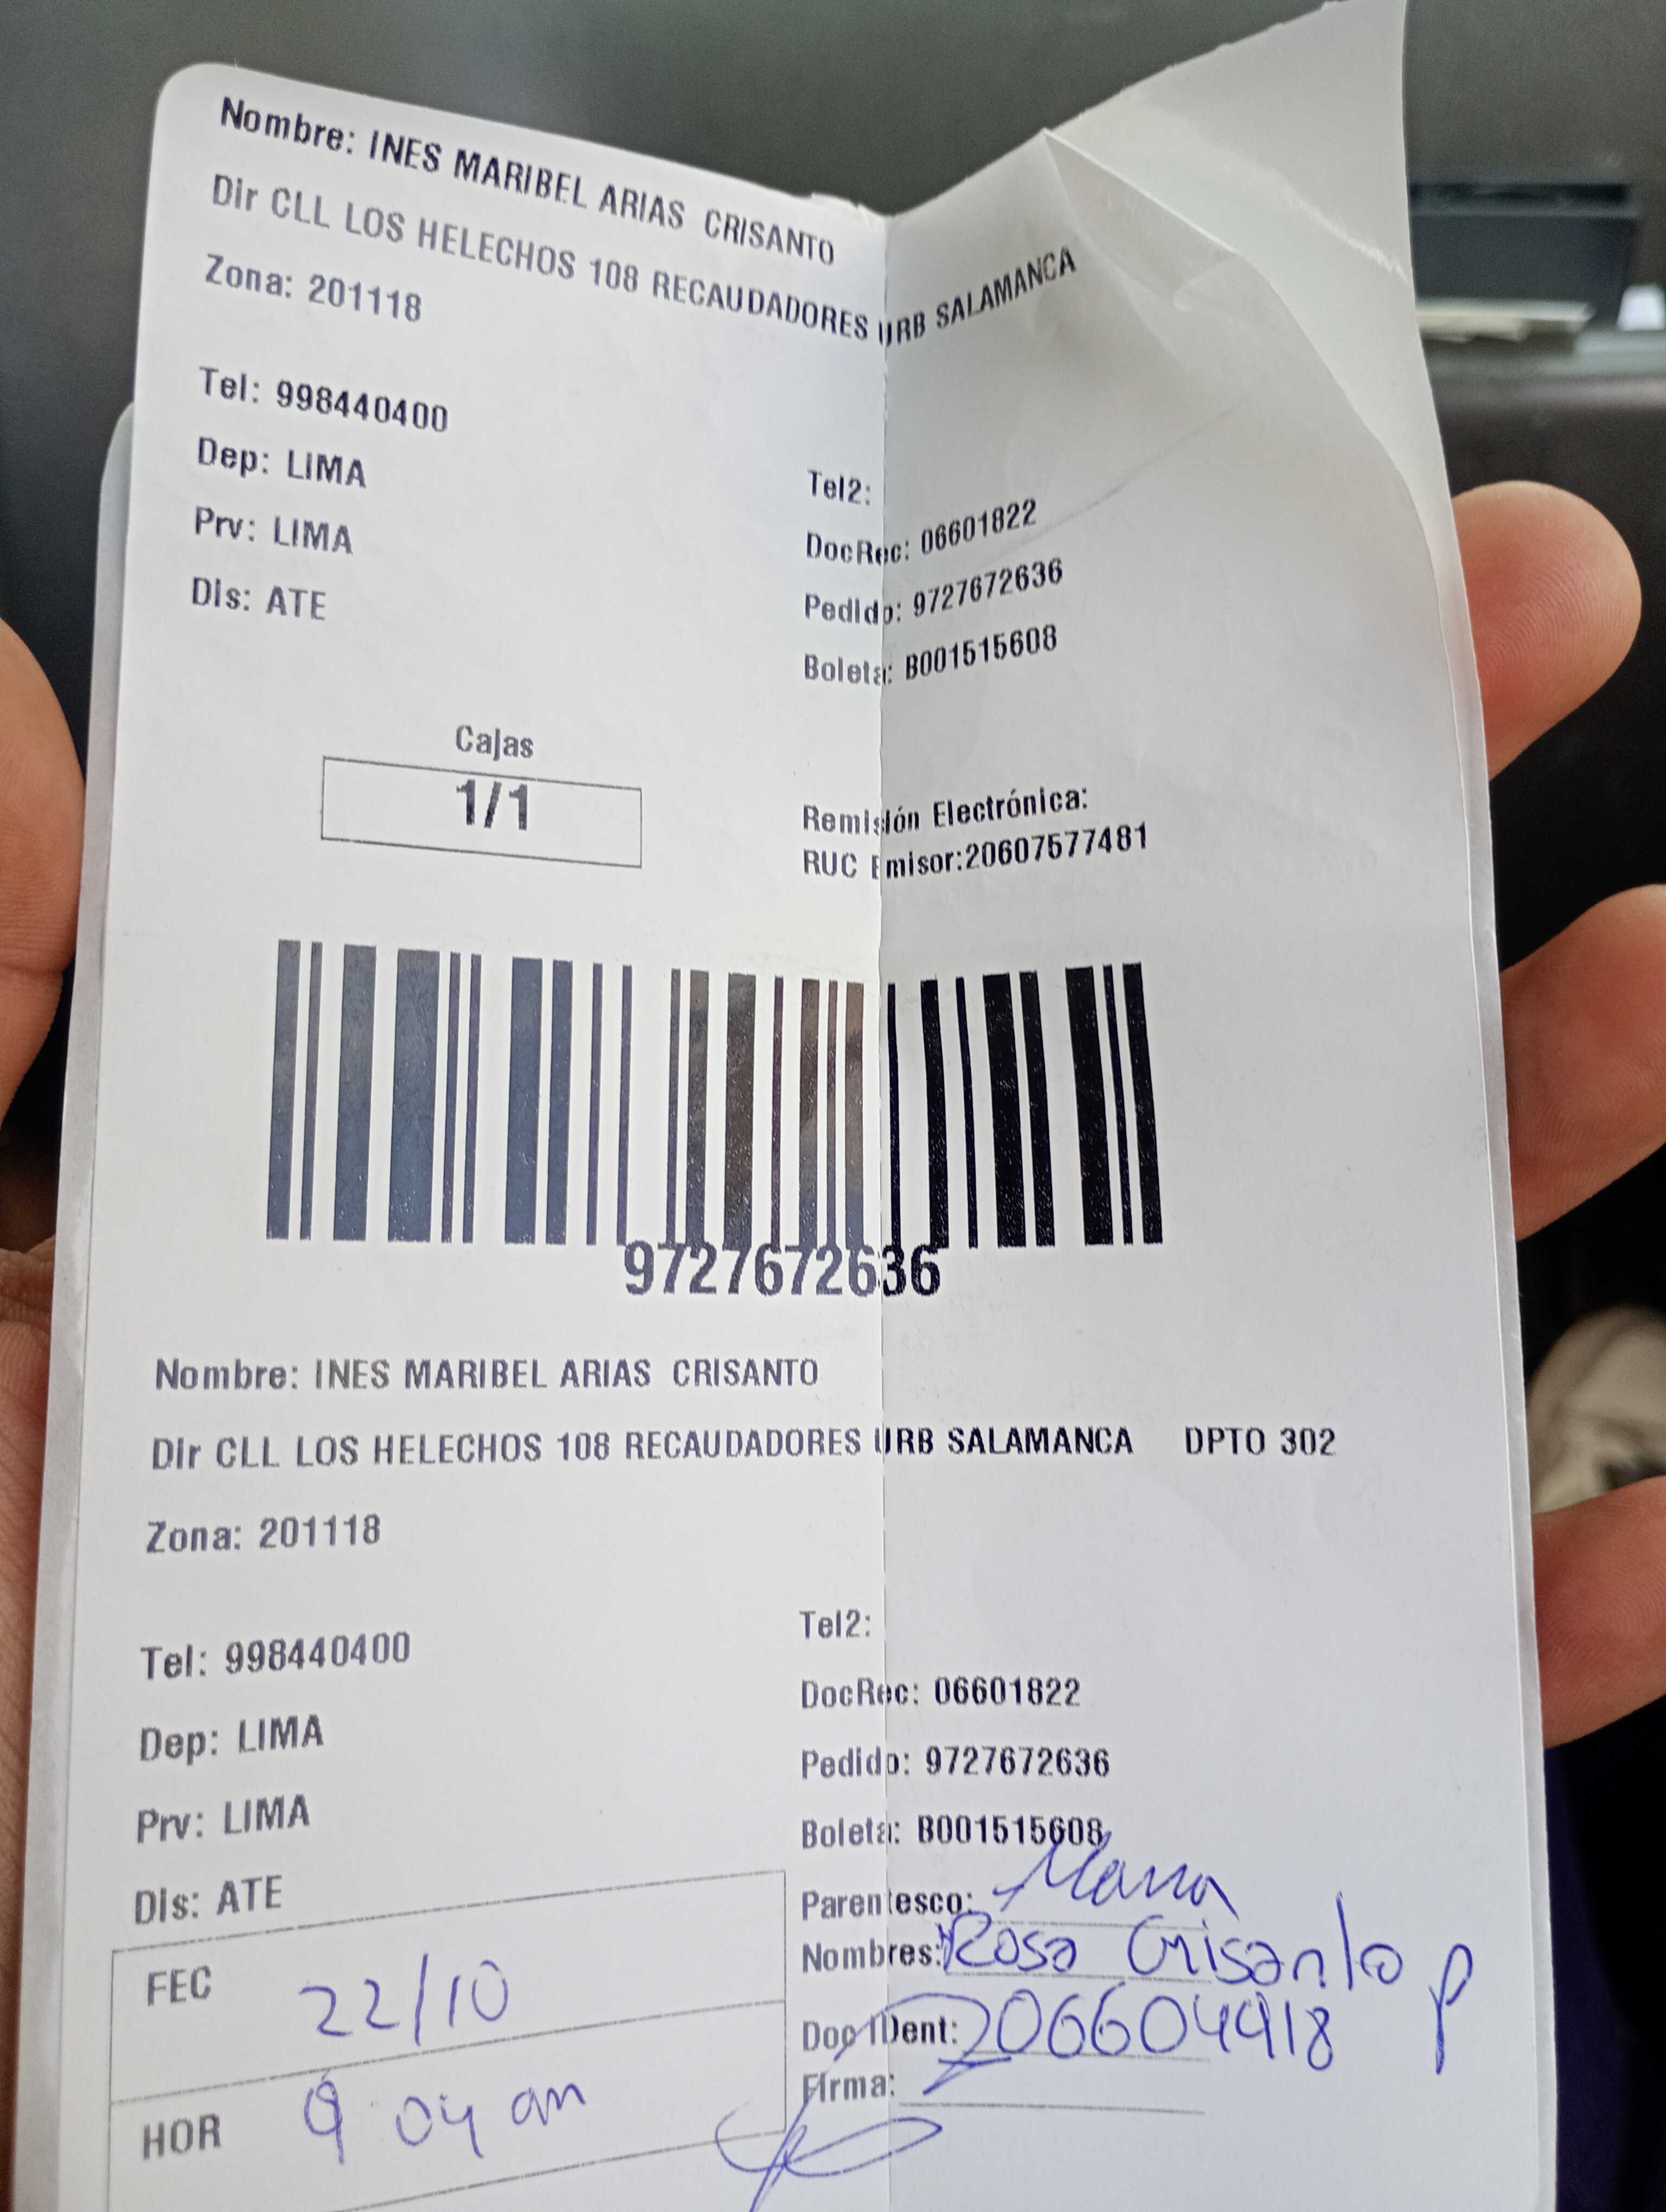 Nombre: INES MARIBEL ARIAS CRISANTO
Dir CLL LOS HELECHOS 108 RECAUDADORES URB SALAMANCA
Zona: 201118
Tel: 998440400
Dep: LIMA
Prv: LIMA
Dis: ATE
Tel2:
DocRec: 06601822
Pedido: 9727672636
Boleta: B001515608
Cajas
1/1
Remisión Electrónica:
RUC Emisor:20607577481
9727672636
Nombre: INES MARIBEL ARIAS CRISANTO
Dir CLL LOS HELECHOS 108 RECAUDADORES URB SALAMANCA DPTO 302
Zona: 201118
Tel: 998440400
Dep: LIMA
Prv: LIMA
Dis: ATE
Tel2:
DocRec: 06601822
Pedido: 9727672636
Boleta: B001515608
Parentesco:
Nombres: Rosa Crisanto P
Doc IDent: 06604918
Firma:
FEC 22/10
HOR 9 04 am